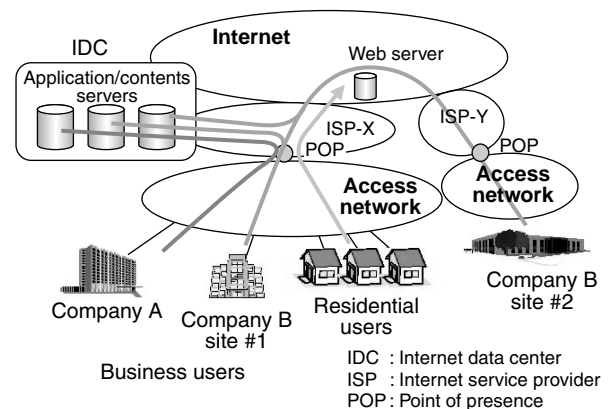 IDC
Internet
Web server
Application/contents
servers
ISP-X
ISP-Y
POP
POP
Access
network
Access
network
Company A
Company B
site #1
Residential
users
Company B
site #2
Business users
IDC : Internet data center
ISP : Internet service provider
POP : Point of presence